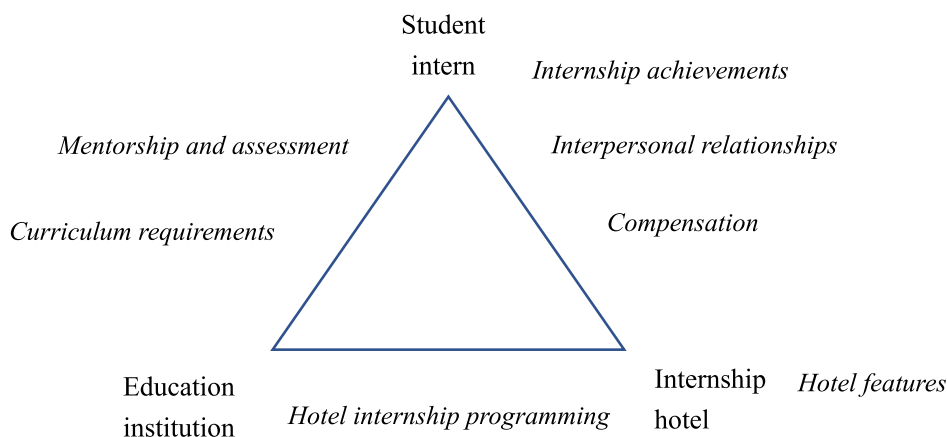 Student
intern
Internship achievements
Mentorship and assessment
Interpersonal relationships
Curriculum requirements
Compensation
Education
institution
Hotel internship programming
Internship
hotel
Hotel features